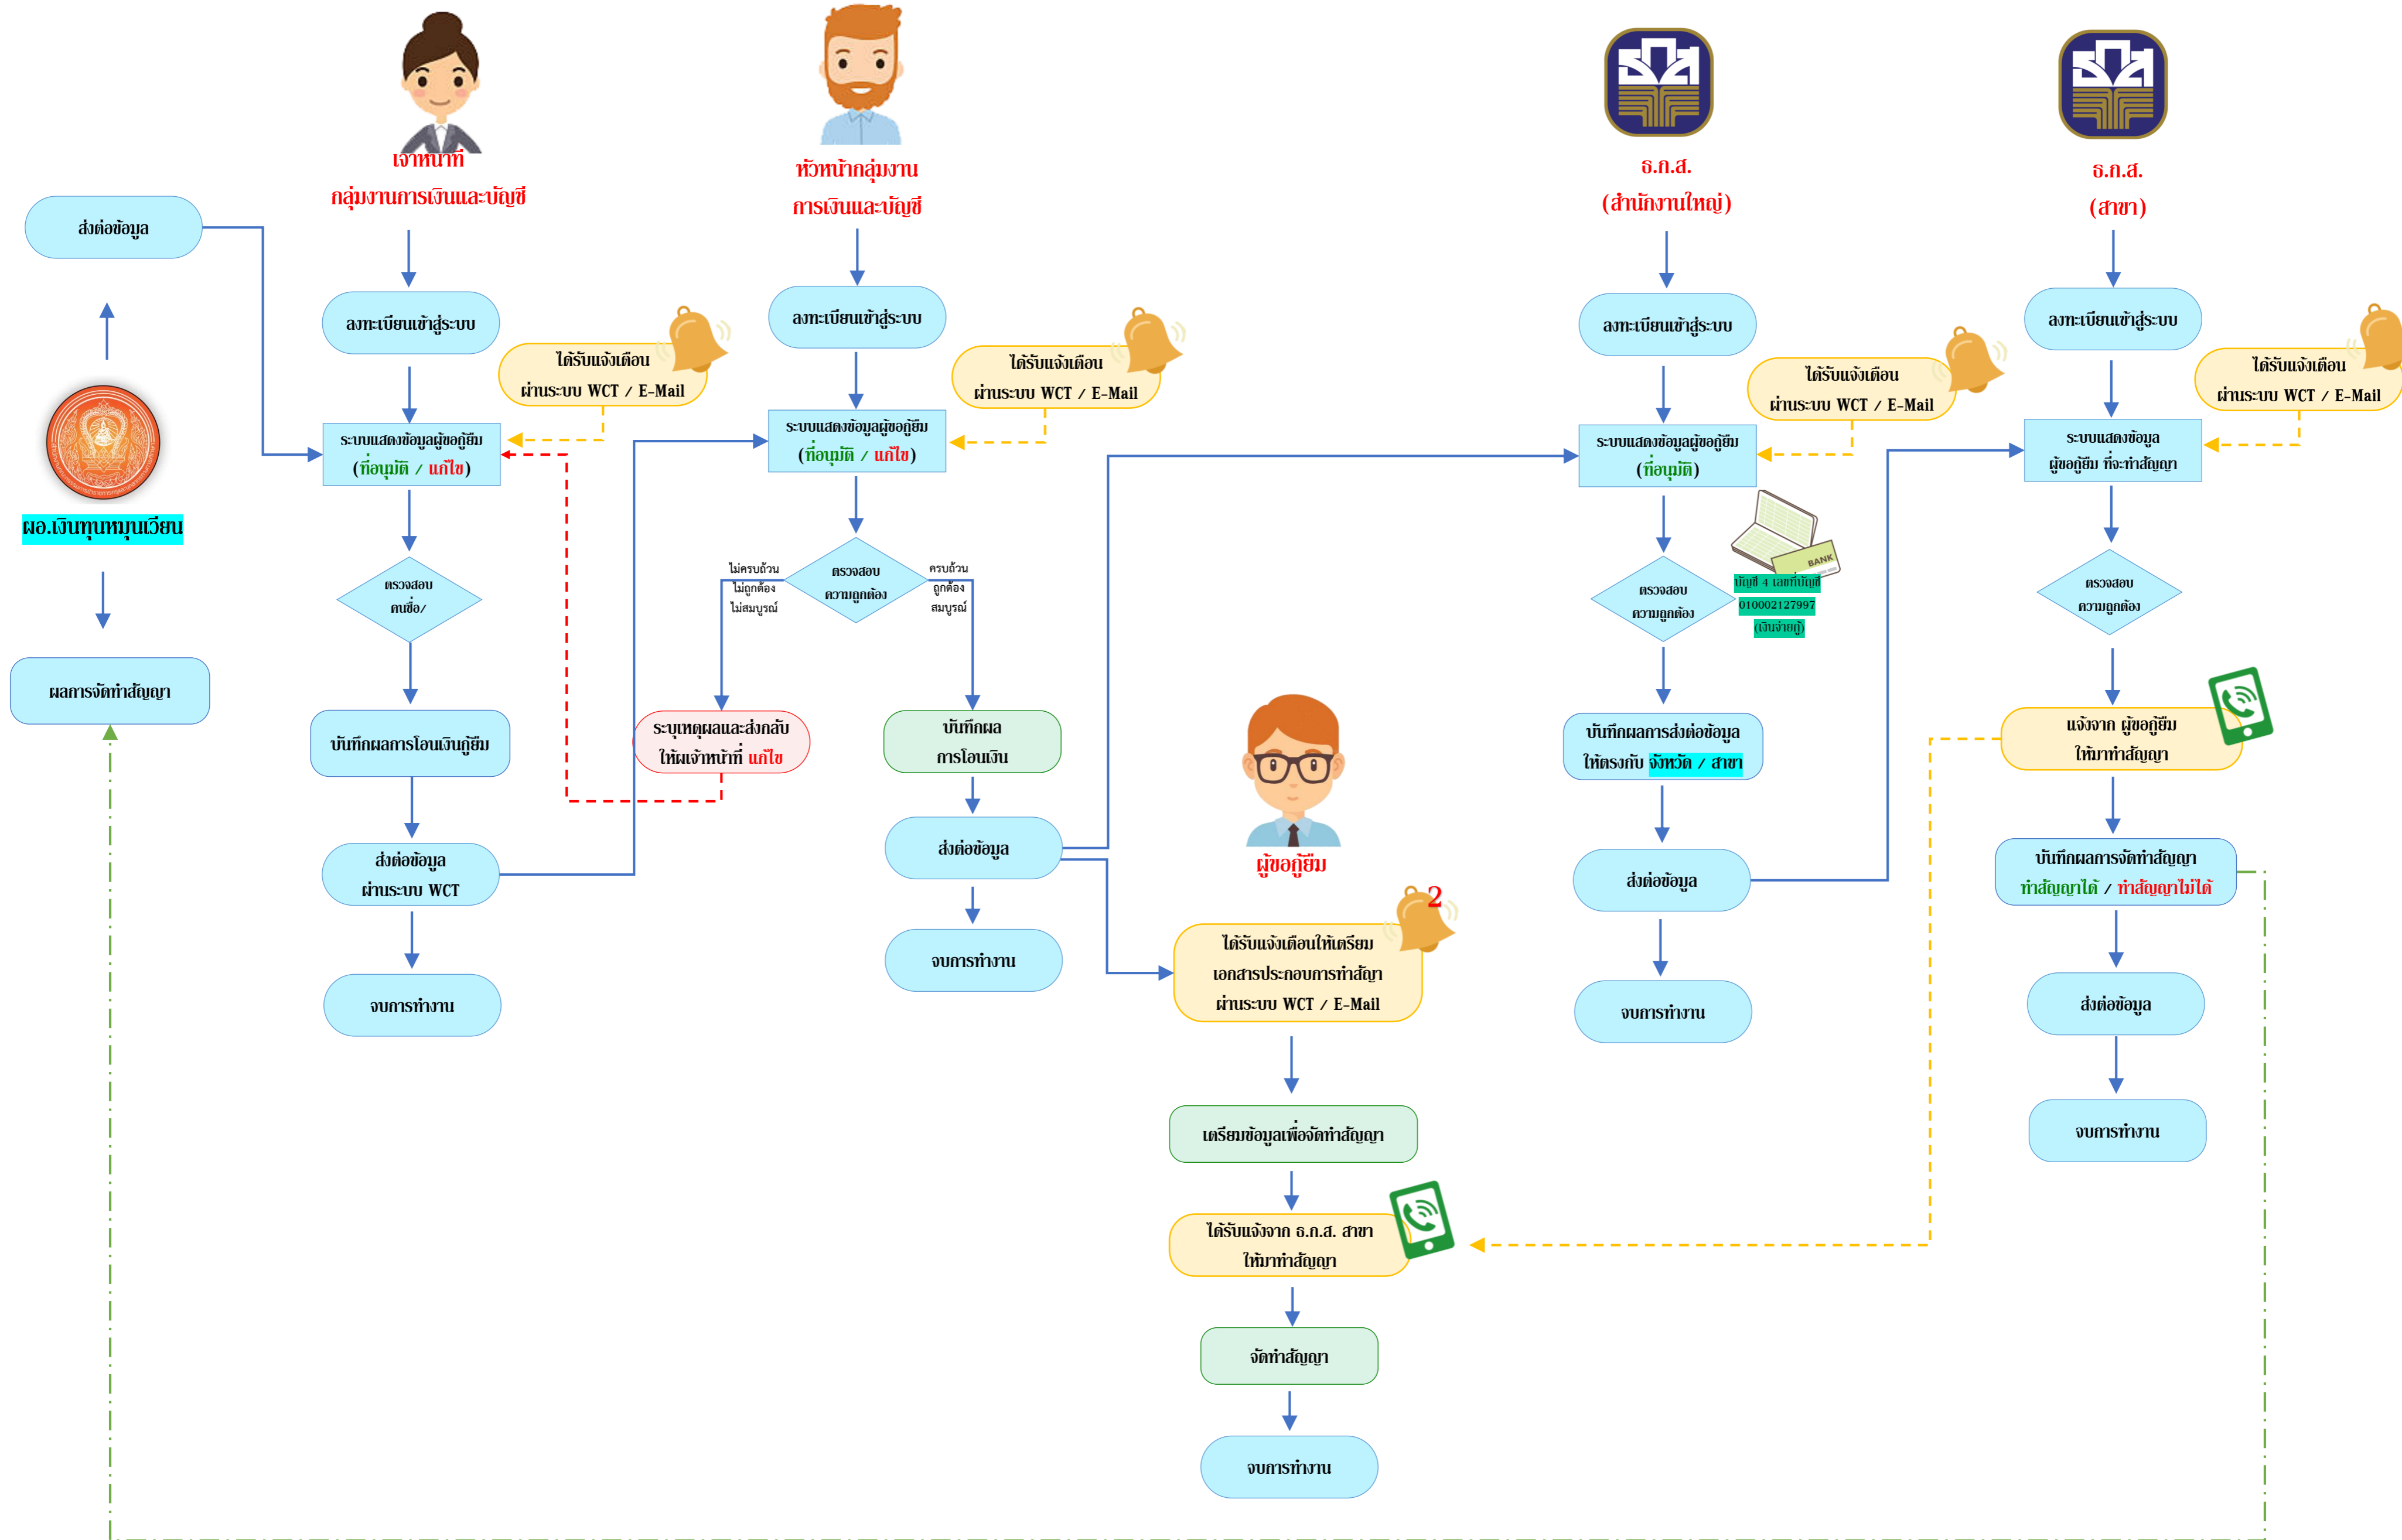 ส่งต่อข้อมูล
ผอ.เงินทุนหมุนเวียน
ผลการจัดทำสัญญา
เจ้าหน้าที่
กลุ่มงานการเงินและบัญชี
ลงทะเบียนเข้าสู่ระบบ
ได้รับแจ้งเตือน
ผ่านระบบ WCT / E-Mail
ระบบแสดงข้อมูลผู้ขอกู้ยืม
(ที่อนุมัติ / แก้ไข)
ตรวจสอบ
คนชื่อ/
บันทึกผลการโอนเงินกู้ยืม
ส่งต่อข้อมูล
ผ่านระบบ WCT
จบการทำงาน
หัวหน้ากลุ่มงาน
การเงินและบัญชี
ลงทะเบียนเข้าสู่ระบบ
ได้รับแจ้งเตือน
ผ่านระบบ WCT / E-Mail
ระบบแสดงข้อมูลผู้ขอกู้ยืม
(ที่อนุมัติ / แก้ไข)
ตรวจสอบ
ความถูกต้อง
ไม่ครบถ้วน
ไม่ถูกต้อง
ไม่สมบูรณ์
ครบถ้วน
ถูกต้อง
สมบูรณ์
ระบุเหตุผลและส่งกลับ
ให้ผเจ้าหน้าที่ แก้ไข
บันทึกผล
การโอนเงิน
ส่งต่อข้อมูล
จบการทำงาน
ผู้ขอกู้ยืม
2
ได้รับแจ้งเตือนให้เตรียม
เอกสารประกอบการทำสัญา
ผ่านระบบ WCT / E-Mail
เตรียมข้อมูลเพื่อจัดทำสัญญา
ได้รับแจ้งจาก ธ.ก.ส. สาขา
ให้มาทำสัญญา
จัดทำสัญญา
จบการทำงาน
ธ.ก.ส.
(สำนักงานใหญ่)
ลงทะเบียนเข้าสู่ระบบ
ได้รับแจ้งเตือน
ผ่านระบบ WCT / E-Mail
ระบบแสดงข้อมูลผู้ขอกู้ยืม
(ที่อนุมัติ)
BANK
บัญชี 4 เลขที่บัญชี
010002127997
(เงินจ่ายกู้)
ตรวจสอบ
ความถูกต้อง
บันทึกผลการส่งต่อข้อมูล
ให้ตรงกับ จังหวัด / สาขา
ส่งต่อข้อมูล
จบการทำงาน
ธ.ก.ส.
(สาขา)
ลงทะเบียนเข้าสู่ระบบ
ได้รับแจ้งเตือน
ผ่านระบบ WCT / E-Mail
ระบบแสดงข้อมูล
ผู้ขอกู้ยืม ที่จะทำสัญญา
ตรวจสอบ
ความถูกต้อง
แจ้งจาก ผู้ขอกู้ยืม
ให้มาทำสัญญา
บันทึกผลการจัดทำสัญญา
ทำสัญญาได้ / ทำสัญญาไม่ได้
ส่งต่อข้อมูล
จบการทำงาน